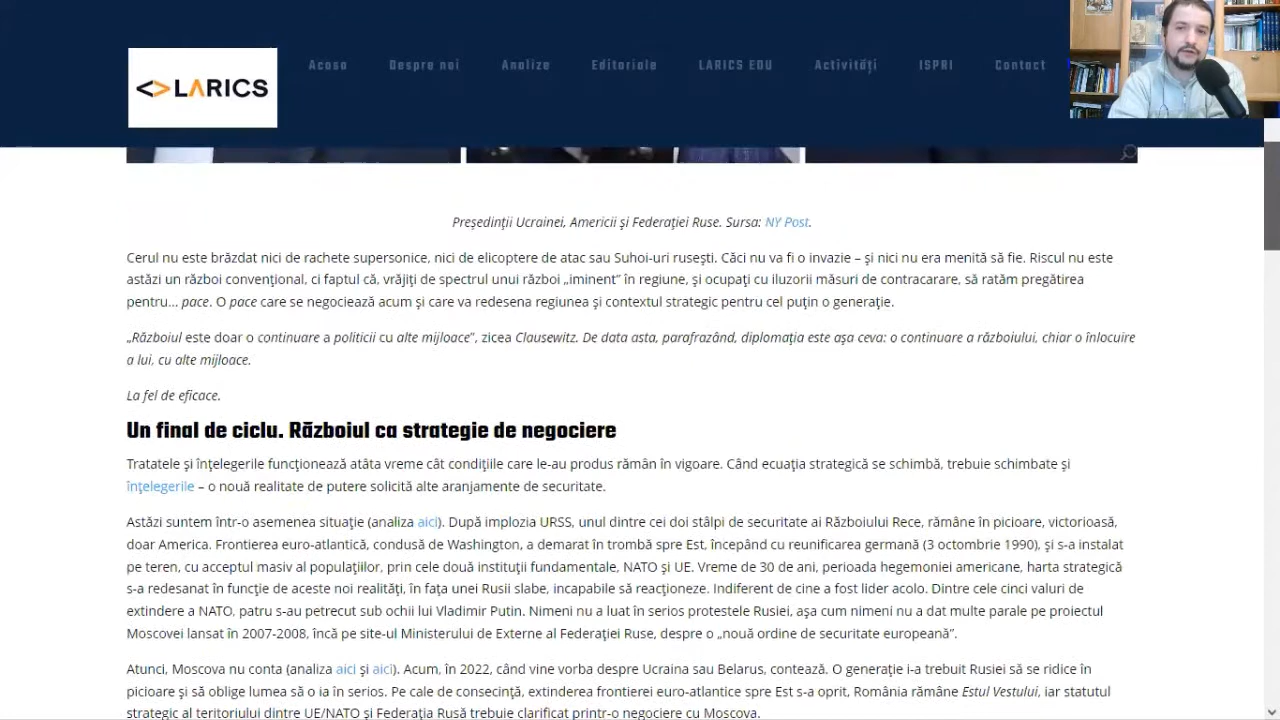 <>LARICS
Acasa Despre noi Analize Editoriale LARICS EDU Activități ISPRI Contact
Președinții Ucrainei, Americii și Federației Ruse. Sursa: NY Post.
Cerul nu este brăzdat nici de rachete supersonice, nici de elicoptere de atac sau Suhoi-uri rusești. Căci nu va fi o invazie – și nici nu era menită să fie. Riscul nu este
astăzi un război convențional, ci faptul că, vrăjiți de spectrul unui război „iminent” în regiune, și ocupați cu iluzorii măsuri de contracarare, să ratăm pregătirea
pentru... pace. O pace care se negociează acum și care va redesena regiunea și contextul strategic pentru cel puțin o generație.
„Războiul este doar o continuare a politicii cu alte mijloace”, zicea Clausewitz. De data asta, parafrazând, diplomația este așa ceva: o continuare a războiului, chiar o înlocuire
a lui, cu alte mijloace.
La fel de eficace.
Un final de ciclu. Războiul ca strategie de negociere
Tratatele și înțelegerile funcționează atâta vreme cât condițiile care le-au produs rămân în vigoare. Când ecuația strategică se schimbă, trebuie schimbate și
înțelegerile – o nouă realitate de putere solicită alte aranjamente de securitate.
Astăzi suntem într-o asemenea situație (analiza aici). După implozia URSS, unul dintre cei doi stâlpi de securitate ai Războiului Rece, rămâne în picioare, victorioasă,
doar America. Frontiera euro-atlantică, condusă de Washington, a demarat în trombă spre Est, începând cu reunificarea germană (3 octombrie 1990), și s-a instalat
pe teren, cu acceptul masiv al populațiilor, prin cele două instituții fundamentale, NATO și UE. Vreme de 30 de ani, perioada hegemoniei americane, harta strategică
s-a redesenat în funcție de aceste noi realități, în fața unei Rusii slabe, incapabilă să reacționeze. Indiferent de cine a fost lider acolo. Dintre cele cinci valuri de
extindere a NATO, patru s-au petrecut sub ochii lui Vladimir Putin. Nimeni nu a luat în serios protestele Rusiei, așa cum nimeni nu a dat multe parale pe proiectul
Moscovei lansat în 2007-2008, încă pe site-ul Ministerului de Externe al Federației Ruse, despre o „nouă ordine de securitate europeană”.
Atunci, Moscova nu conta (analiza aici și aici). Acum, în 2022, când vine vorba despre Ucraina sau Belarus, contează. O generație i-a trebuit Rusiei să se ridice în
picioare și să oblige lumea să o ia în serios. Pe cale de consecință, extinderea frontierei euro-atlantice spre Est s-a oprit, România rămâne Estul Vestului, iar statutul
strategic al teritoriului dintre UE/NATO și Federația Rusă trebuie clarificat printr-o negociere cu Moscova.